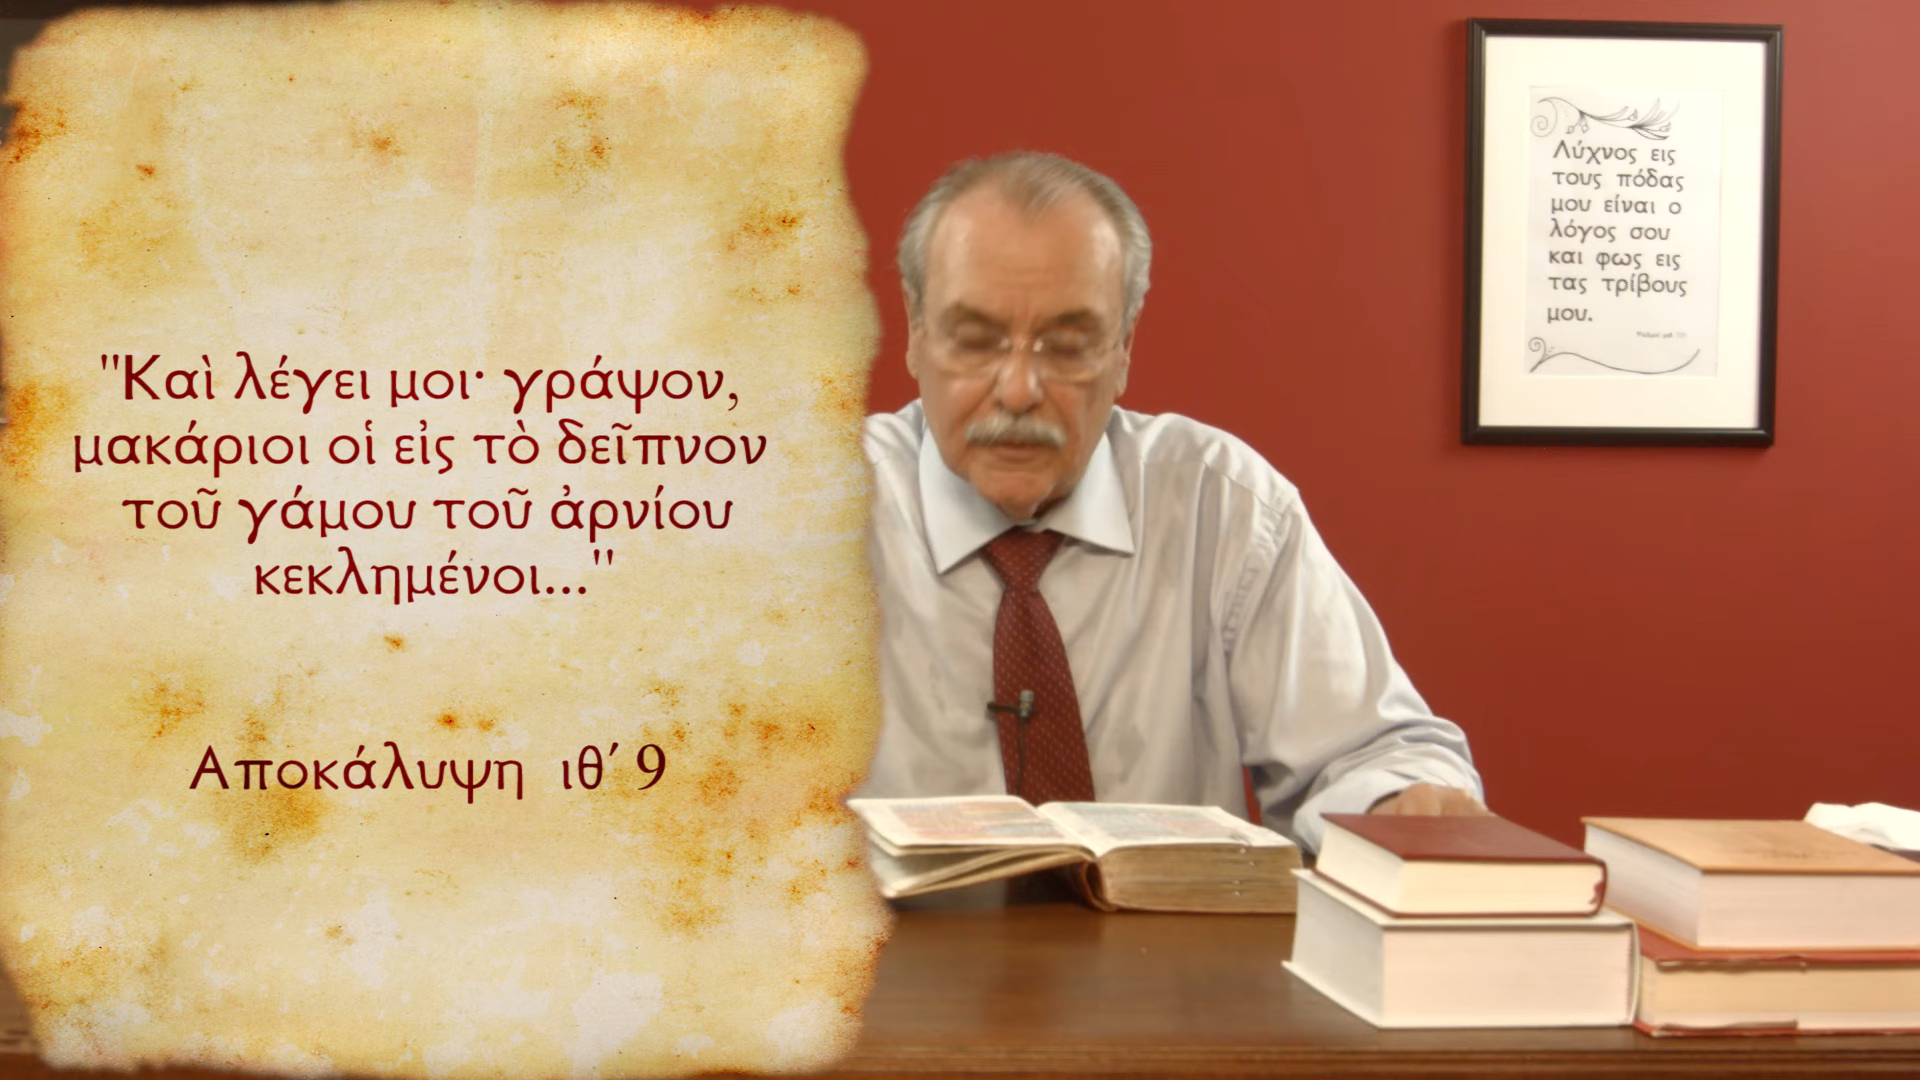 "Καὶ λέγει μοι· γράψον,
μακάριοι οἱ εἰς τὸ δεῖπνον
τοῦ γάμου τοῦ ἀρνίου
κεκλημένοι..."
Αποκάλυψη ιθ΄ 9
Λύχνος εις
τους πόδας
μου είναι ο
λόγος σου
και φως εις
τας τρίβους
μου.